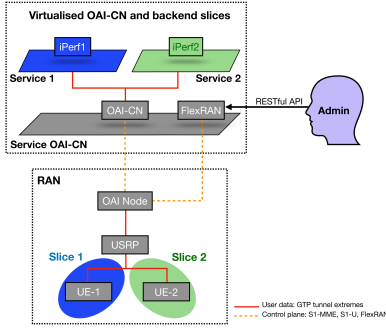 Virtualised OAI-CN and backend slices
iPerf1
iPerf2
Service 1
Service 2
OAI-CN
FlexRAN
RESTful API
Admin
Service OAI-CN
RAN
OAI Node
USRP
Slice 1
Slice 2
UE-1
UE-2
User data: GTP tunnel extremes
Control plane: S1-MME, S1-U, FlexRAN